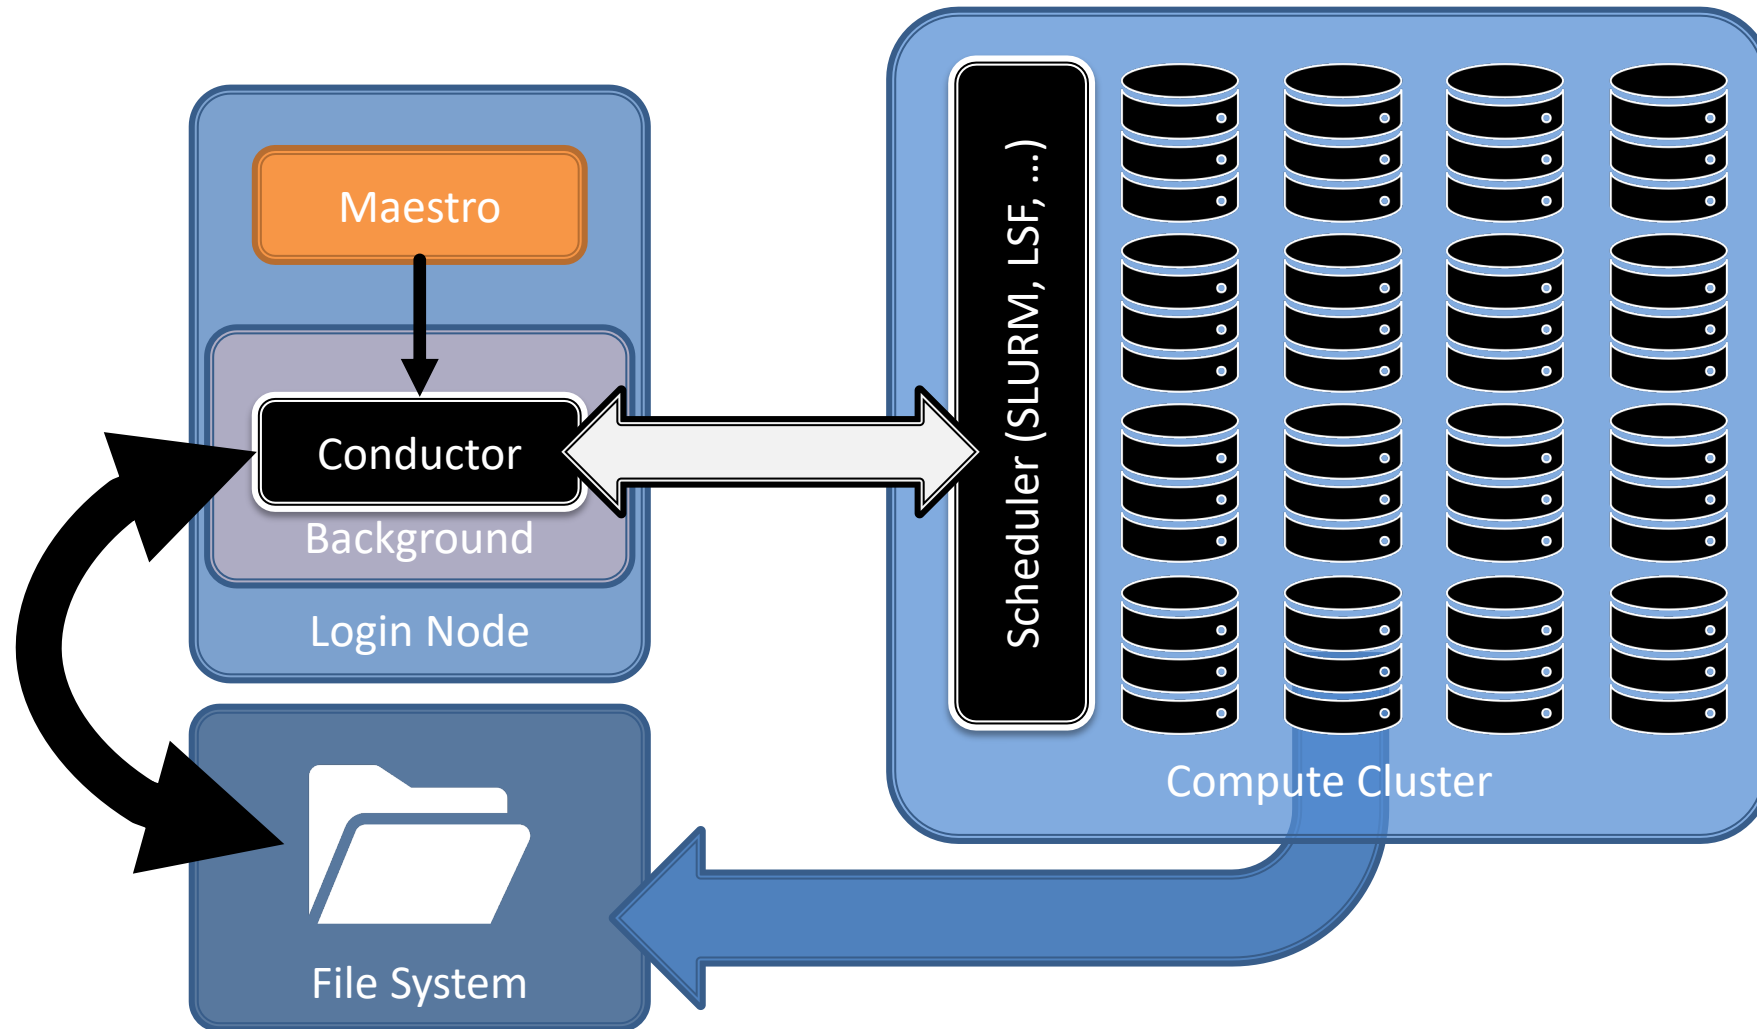 Maestro
Conductor
Background
Login Node
File System
Scheduler (SLURM, LSF, ...)
Compute Cluster